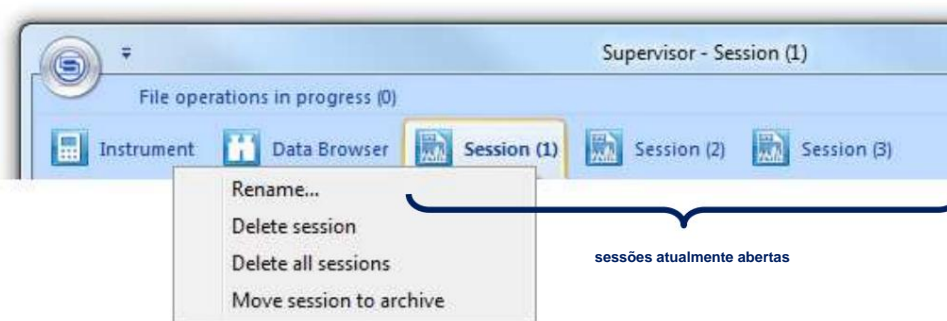 Supervisor - Session (1)
File operations in progress (0)
Instrument Data Browser Session (1) Session (2) Session (3)
Rename...
Delete session
sessões atualmente abertas
Delete all sessions
Move session to archive